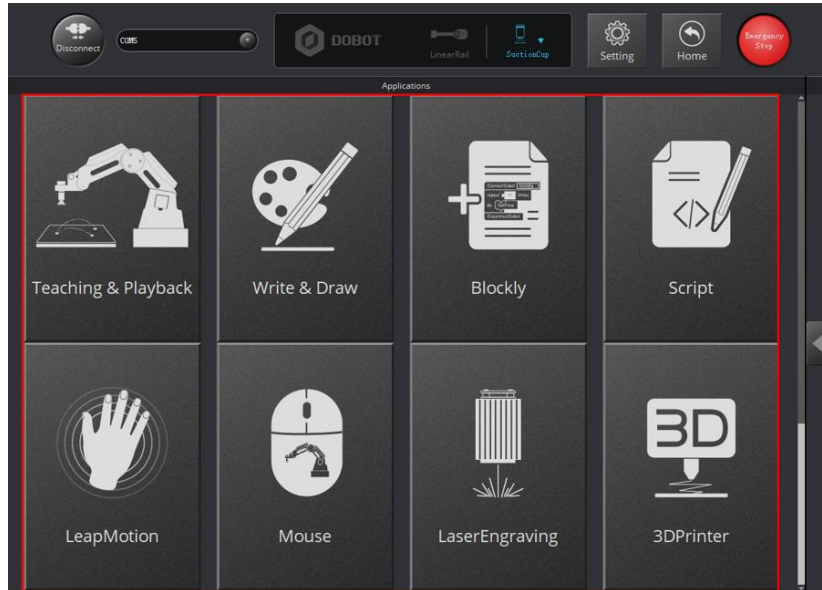 Disconnect
COM5
DOBOT
LinearRail
SuctionCup
Setting
Home
Emergency
Stop
Applications
Teaching & Playback
Write & Draw
Blockly
Script
LeapMotion
Mouse
LaserEngraving
3D
3DPrinter